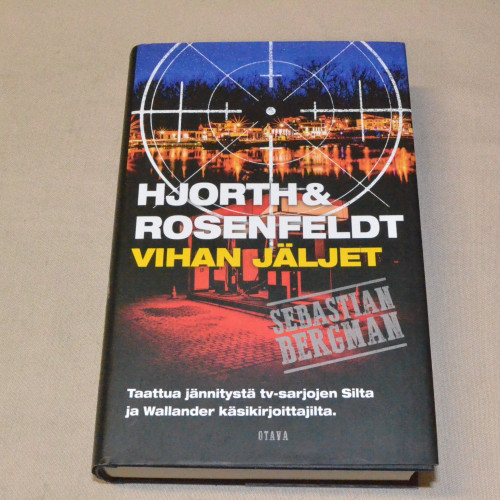 HJORTH &
ROSENFELDT
VIHAN JÄLJET
SEBASTIAN
BERGMAN
Taattua jännitystä tv-sarjojen Silta
ja Wallander käsikirjoittajilta.
OTAVA